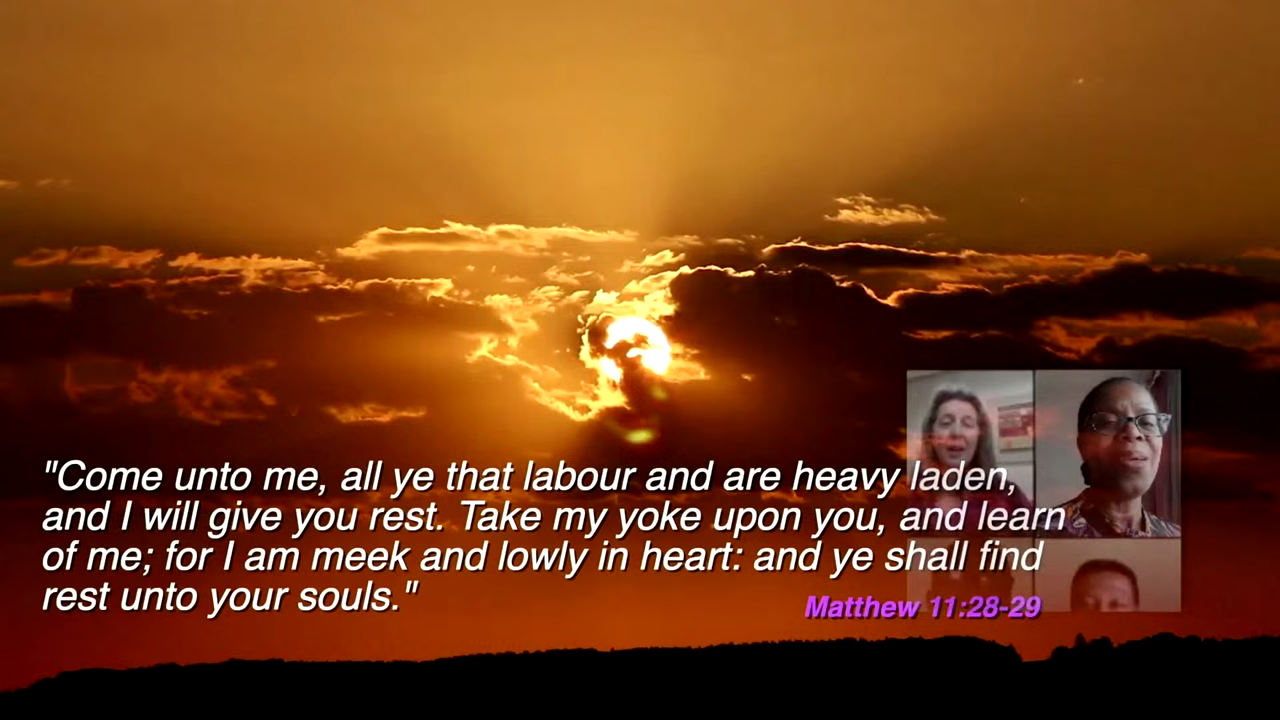 "Come unto me, all ye that labour and are heavy laden,
and I will give you rest. Take my yoke upon you, and learn
of me; for I am meek and lowly in heart: and ye shall find
rest unto your souls."
Matthew 11:28-29